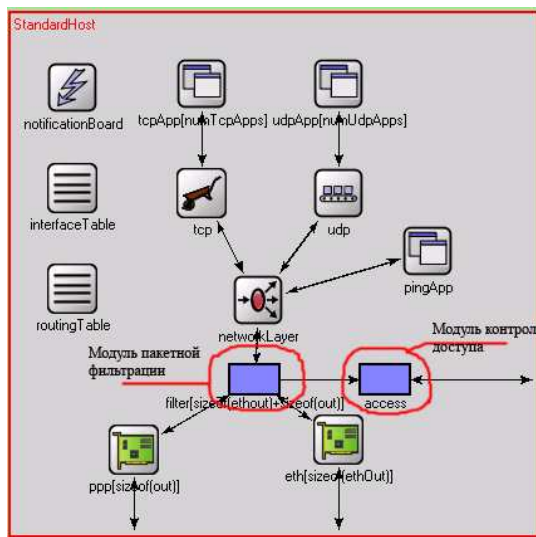 StandardHost
notificationBoard
tcpApp[numTcpApps]
udpApp[numUdpApps]
interfaceTable
tcp
udp
pingApp
routingTable
networkLayer
Модуль пакетной
фильтрации
Модуль контрол
доступа
filter[sizeof(ethout)+sizeof(out)]
access
ppp[sizeof(out)]
eth[sizeof(ethOut)]